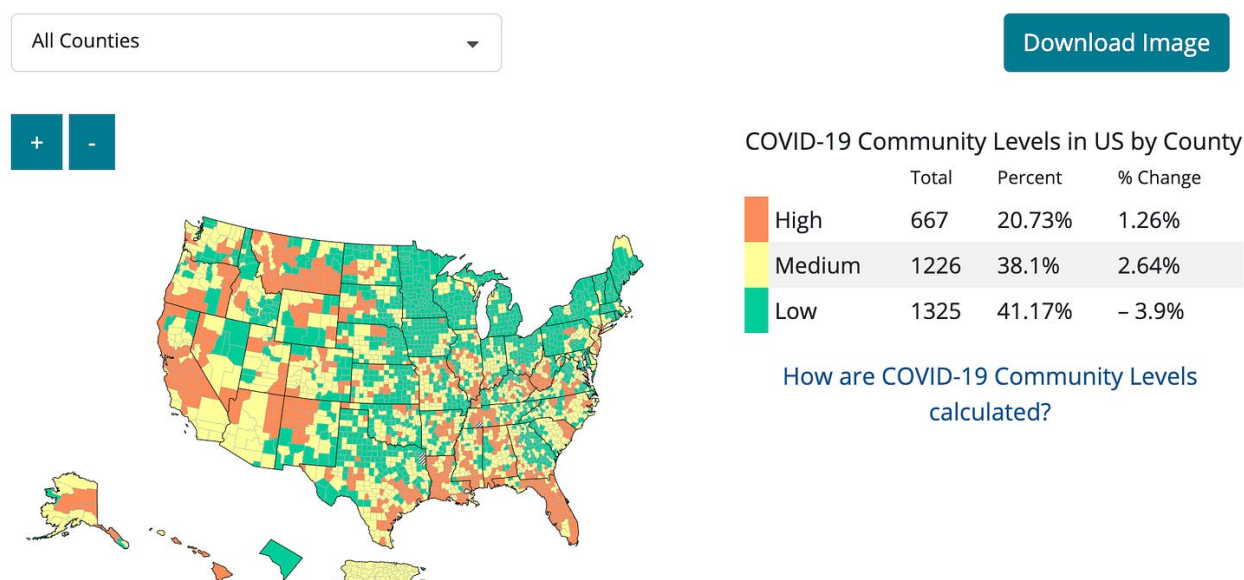 All Counties
Download Image
+ -
COVID-19 Community Levels in US by County
Total Percent % Change
High 667 20.73% 1.26%
Medium 1226 38.1% 2.64%
Low 1325 41.17% – 3.9%
How are COVID-19 Community Levels
calculated?